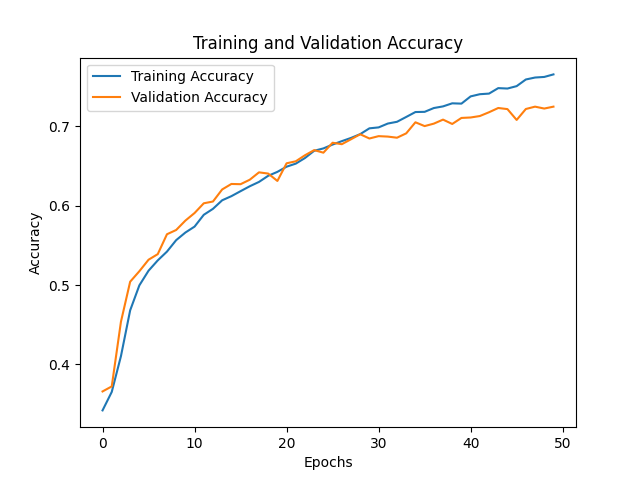 Training and Validation Accuracy
Training Accuracy
Validation Accuracy
0.7
0.6
0.5
0.4
Accuracy
0 10 20 30 40 50
Epochs